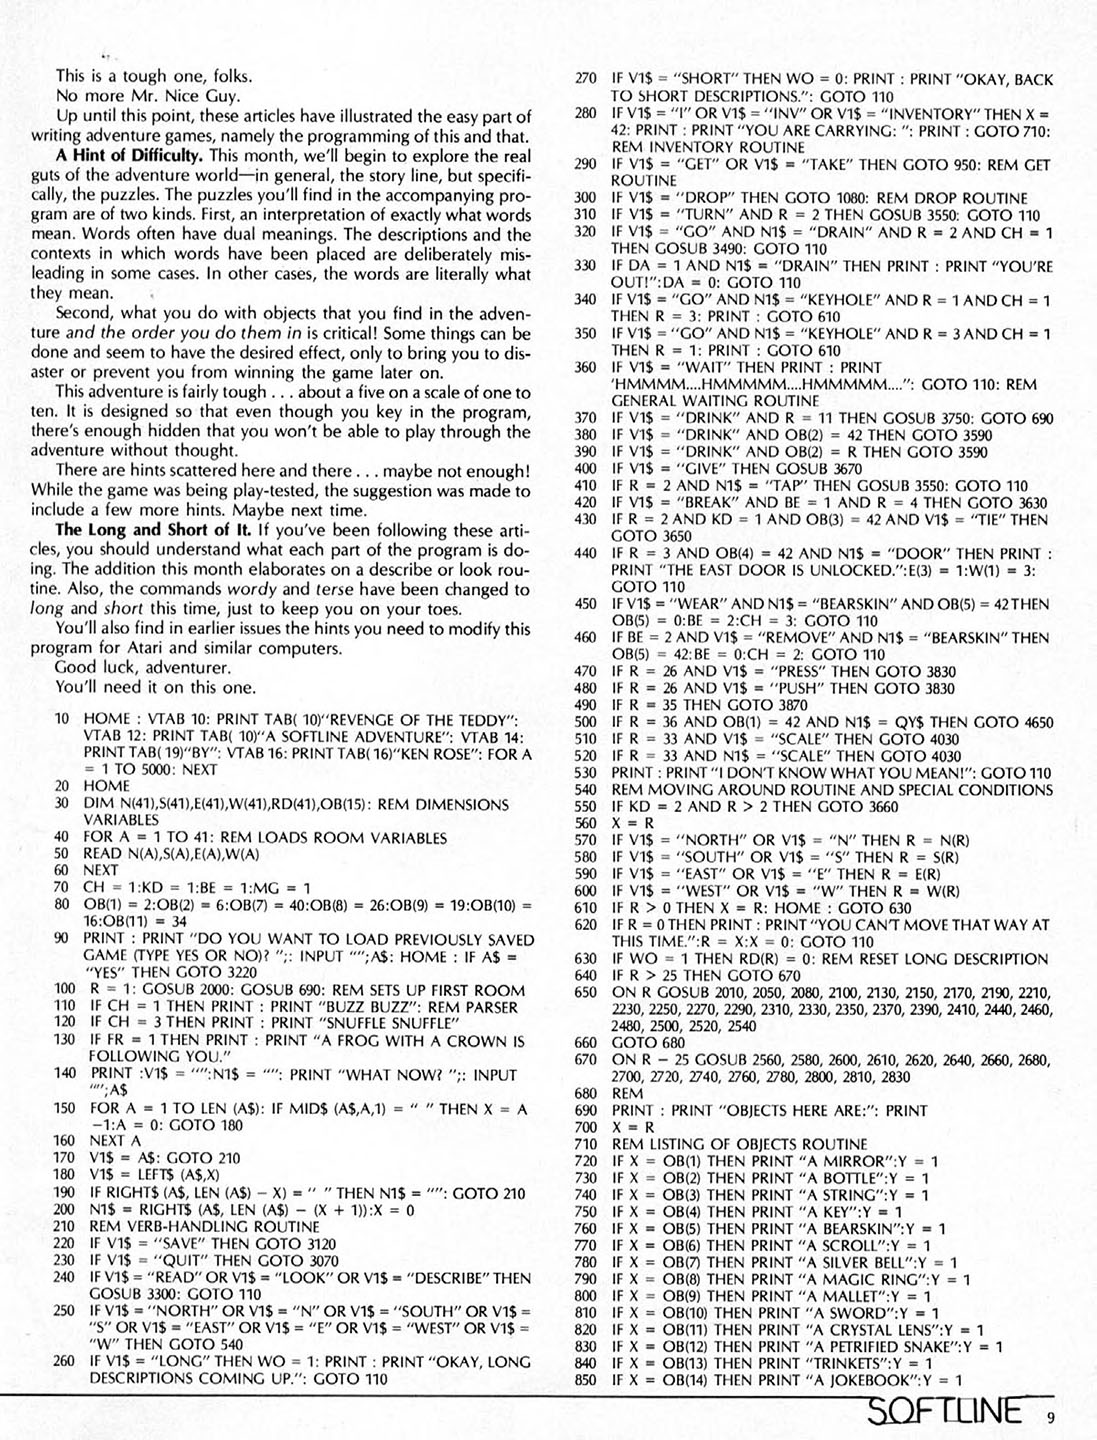 This is a tough one, folks.
No more Mr. Nice Guy.
Up until this point, these articles have illustrated the easy part of
writing adventure games, namely the programming of this and that.
A Hint of Difficulty. This month, we'll begin to explore the real
guts of the adventure world—in general, the story line, but specifi-
cally, the puzzles. The puzzles you'll find in the accompanying pro-
gram are of two kinds. First, an interpretation of exactly what words
mean. Words often have dual meanings. The descriptions and the
contexts in which words have been placed are deliberately mis-
leading in some cases. In other cases, the words are literally what
they mean.
Second, what you do with objects that you find in the adven-
ture and the order you do them in is critical! Some things can be
done and seem to have the desired effect, only to bring you to dis-
aster or prevent you from winning the game later on.
This adventure is fairly tough . . . about a five on a scale of one to
ten. It is designed so that even though you key in the program,
there's enough hidden that you won't be able to play through the
adventure without thought.
There are hints scattered here and there . . . maybe not enough!
While the game was being play-tested, the suggestion was made to
include a few more hints. Maybe next time.
The Long and Short of It. If you've been following these arti-
cles, you should understand what each part of the program is do-
ing. The addition this month elaborates on a describe or look rou-
tine. Also, the commands wordy and terse have been changed to
long and short this time, just to keep you on your toes.
You'll also find in earlier issues the hints you need to modify this
program for Atari and similar computers.
Good luck, adventurer.
You'll need it on this one.
10 HOME : VTAB 10: PRINT TAB( 10)"REVENGE OF THE TEDDY":
VTAB 12: PRINT TAB( 10)"A SOFTLINE ADVENTURE": VTAB 14:
PRINT TAB( 19)"BY": VTAB 16: PRINT TAB( 16)"KEN ROSE": FOR A
= 1 TO 5000: NEXT
20 HOME
30 DIM N(41),S(41),E(41),W(41),RD(41),OB(15): REM DIMENSIONS
VARIABLES
40 FOR A = 1 TO 41: REM LOADS ROOM VARIABLES
50 READ N(A),S(A),E(A),W(A)
60 NEXT
70 CH = 1:KD = 1:BE = 1:MG = 1
80 OB(1) = 2:OB(2) = 6:OB(7) = 40:OB(8) = 26:OB(9) = 19:OB(10) =
16:OB(11) = 34
90 PRINT : PRINT "DO YOU WANT TO LOAD PREVIOUSLY SAVED
GAME (TYPE YES OR NO)? ";: INPUT "";A$: HOME : IF A$ =
"YES" THEN GOTO 3220
100 R = 1: GOSUB 2000: GOSUB 690: REM SETS UP FIRST ROOM
110 IF CH = 1 THEN PRINT : PRINT "BUZZ BUZZ": REM PARSER
120 IF CH = 3 THEN PRINT : PRINT "SNUFFLE SNUFFLE"
130 IF FR = 1 THEN PRINT : PRINT "A FROG WITH A CROWN IS
FOLLOWING YOU."
140 PRINT :V1$ = "":N1$ = "": PRINT "WHAT NOW? ";: INPUT
"";A$
150 FOR A = 1 TO LEN (A$): IF MID$ (A$,A,1) = " " THEN X = A
–1:A = 0: GOTO 180
160 NEXT A
170 V1$ = A$: GOTO 210
180 V1$ = LEFT$ (A$,X)
190 IF RIGHT$ (A$, LEN (A$) – X) = " " THEN N1$ = "": GOTO 210
200 N1$ = RIGHT$ (A$, LEN (A$) – (X + 1)):X = 0
210 REM VERB-HANDLING ROUTINE
220 IF V1$ = "SAVE" THEN GOTO 3120
230 IF V1$ = "QUIT" THEN GOTO 3070
240 IF V1$ = "READ" OR V1$ = "LOOK" OR V1$ = "DESCRIBE" THEN
GOSUB 3300: GOTO 110
250 IF V1$ = "NORTH" OR V1$ = "N" OR V1$ = "SOUTH" OR V1$ =
"S" OR V1$ = "EAST" OR V1$ = "E" OR V1$ = "WEST" OR V1$ =
"W" THEN GOTO 540
260 IF V1$ = "LONG" THEN WO = 1: PRINT : PRINT "OKAY, LONG
DESCRIPTIONS COMING UP.": GOTO 110
270 IF V1$ = "SHORT" THEN WO = 0: PRINT : PRINT "OKAY, BACK
TO SHORT DESCRIPTIONS.": GOTO 110
280 IF V1$ = "I" OR V1$ = "INV" OR V1$ = "INVENTORY" THEN X =
42: PRINT : PRINT "YOU ARE CARRYING: ": PRINT : GOTO 710:
REM INVENTORY ROUTINE
290 IF V1$ = "GET" OR V1$ = "TAKE" THEN GOTO 950: REM GET
ROUTINE
300 IF V1$ = "DROP" THEN GOTO 1080: REM DROP ROUTINE
310 IF V1$ = "TURN" AND R = 2 THEN GOSUB 3550: GOTO 110
320 IF V1$ = "GO" AND N1$ = "DRAIN" AND R = 2 AND CH = 1
THEN GOSUB 3490: GOTO 110
330 IF DA = 1 AND N1$ = "DRAIN" THEN PRINT : PRINT "YOU'RE
OUT!":DA = 0: GOTO 110
340 IF V1$ = "GO" AND N1$ = "KEYHOLE" AND R = 1 AND CH = 1
THEN R = 3: PRINT : GOTO 610
350 IF V1$ = "GO" AND N1$ = "KEYHOLE" AND R = 3 AND CH = 1
THEN R = 1: PRINT : GOTO 610
360 IF V1$ = "WAIT" THEN PRINT : PRINT
'HMMMM....HMMMMM....HMMMMM....": GOTO 110: REM
GENERAL WAITING ROUTINE
370 IF V1$ = "DRINK" AND R = 11 THEN GOSUB 3750: GOTO 690
380 IF V1$ = "DRINK" AND OB(2) = 42 THEN GOTO 3590
390 IF V1$ = "DRINK" AND OB(2) = R THEN GOTO 3590
400 IF V1$ = "GIVE" THEN GOSUB 3670
410 IF R = 2 AND N1$ = "TAP" THEN GOSUB 3550: GOTO 110
420 IF V1$ = "BREAK" AND BE = 1 AND R = 4 THEN GOTO 3630
430 IF R = 2 AND KD = 1 AND OB(3) = 42 AND V1$ = "TIE" THEN
GOTO 3650
440 IF R = 3 AND OB(4) = 42 AND N1$ = "DOOR" THEN PRINT :
PRINT "THE EAST DOOR IS UNLOCKED.":E(3) = 1:W(1) = 3:
GOTO 110
450 IF V1$ = "WEAR" AND N1$ = "BEARSKIN" AND OB(5) = 42 THEN
OB(5) = 0:BE = 2:CH = 3: GOTO 110
460 IF BE = 2 AND V1$ = "REMOVE" AND N1$ = "BEARSKIN" THEN
OB(5) = 42:BE = 0:CH = 2: GOTO 110
470 IF R = 26 AND V1$ = "PRESS" THEN GOTO 3830
480 IF R = 26 AND V1$ = "PUSH" THEN GOTO 3830
490 IF R = 35 THEN GOTO 3870
500 IF R = 36 AND OB(1) = 42 AND N1$ = QY$ THEN GOTO 4650
510 IF R = 33 AND V1$ = "SCALE" THEN GOTO 4030
520 IF R = 33 AND N1$ = "SCALE" THEN GOTO 4030
530 PRINT : PRINT "I DON'T KNOW WHAT YOU MEAN!": GOTO 110
540 REM MOVING AROUND ROUTINE AND SPECIAL CONDITIONS
550 IF KD = 2 AND R > 2 THEN GOTO 3660
560 X = R
570 IF V1$ = "NORTH" OR V1$ = "N" THEN R = N(R)
580 IF V1$ = "SOUTH" OR V1$ = "S" THEN R = S(R)
590 IF V1$ = "EAST" OR V1$ = "E" THEN R = E(R)
600 IF V1$ = "WEST" OR V1$ = "W" THEN R = W(R)
610 IF R > 0 THEN X = R: HOME : GOTO 630
620 IF R = 0 THEN PRINT : PRINT "YOU CAN'T MOVE THAT WAY AT
THIS TIME.":R = X:X = 0: GOTO 110
630 IF WO = 1 THEN RD(R) = 0: REM RESET LONG DESCRIPTION
640 IF R > 25 THEN GOTO 670
650 ON R GOSUB 2010, 2050, 2080, 2100, 2130, 2150, 2170, 2190, 2210,
2230, 2250, 2270, 2290, 2310, 2330, 2350, 2370, 2390, 2410, 2440, 2460,
2480, 2500, 2520, 2540
660 GOTO 680
670 ON R – 25 GOSUB 2560, 2580, 2600, 2610, 2620, 2640, 2660, 2680,
2700, 2720, 2740, 2760, 2780, 2800, 2810, 2830
680 REM
690 PRINT : PRINT "OBJECTS HERE ARE:": PRINT
700 X = R
710 REM LISTING OF OBJECTS ROUTINE
720 IF X = OB(1) THEN PRINT "A MIRROR":Y = 1
730 IF X = OB(2) THEN PRINT "A BOTTLE":Y = 1
740 IF X = OB(3) THEN PRINT "A STRING":Y = 1
750 IF X = OB(4) THEN PRINT "A KEY":Y = 1
760 IF X = OB(5) THEN PRINT "A BEARSKIN":Y = 1
770 IF X = OB(6) THEN PRINT "A SCROLL":Y = 1
780 IF X = OB(7) THEN PRINT "A SILVER BELL":Y = 1
790 IF X = OB(8) THEN PRINT "A MAGIC RING":Y = 1
800 IF X = OB(9) THEN PRINT "A MALLET":Y = 1
810 IF X = OB(10) THEN PRINT "A SWORD":Y = 1
820 IF X = OB(11) THEN PRINT "A CRYSTAL LENS":Y = 1
830 IF X = OB(12) THEN PRINT "A PETRIFIED SNAKE":Y = 1
840 IF X = OB(13) THEN PRINT "TRINKETS":Y = 1
850 IF X = OB(14) THEN PRINT "A JOKEBOOK":Y = 1
SOFTLINE 9